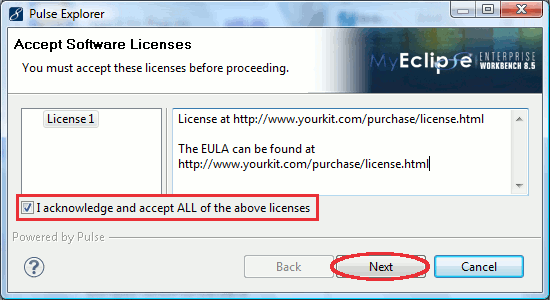 Pulse Explorer
Accept Software Licenses
You must accept these licenses before proceeding.
MyEclipse ENTERPRISE
WORKBENCH 8.5
License 1
License at http://www.yourkit.com/purchase/license.html
The EULA can be found at
http://www.yourkit.com/purchase/license.html
I acknowledge and accept ALL of the above licenses
Powered by Pulse
?
Back
Next
Cancel